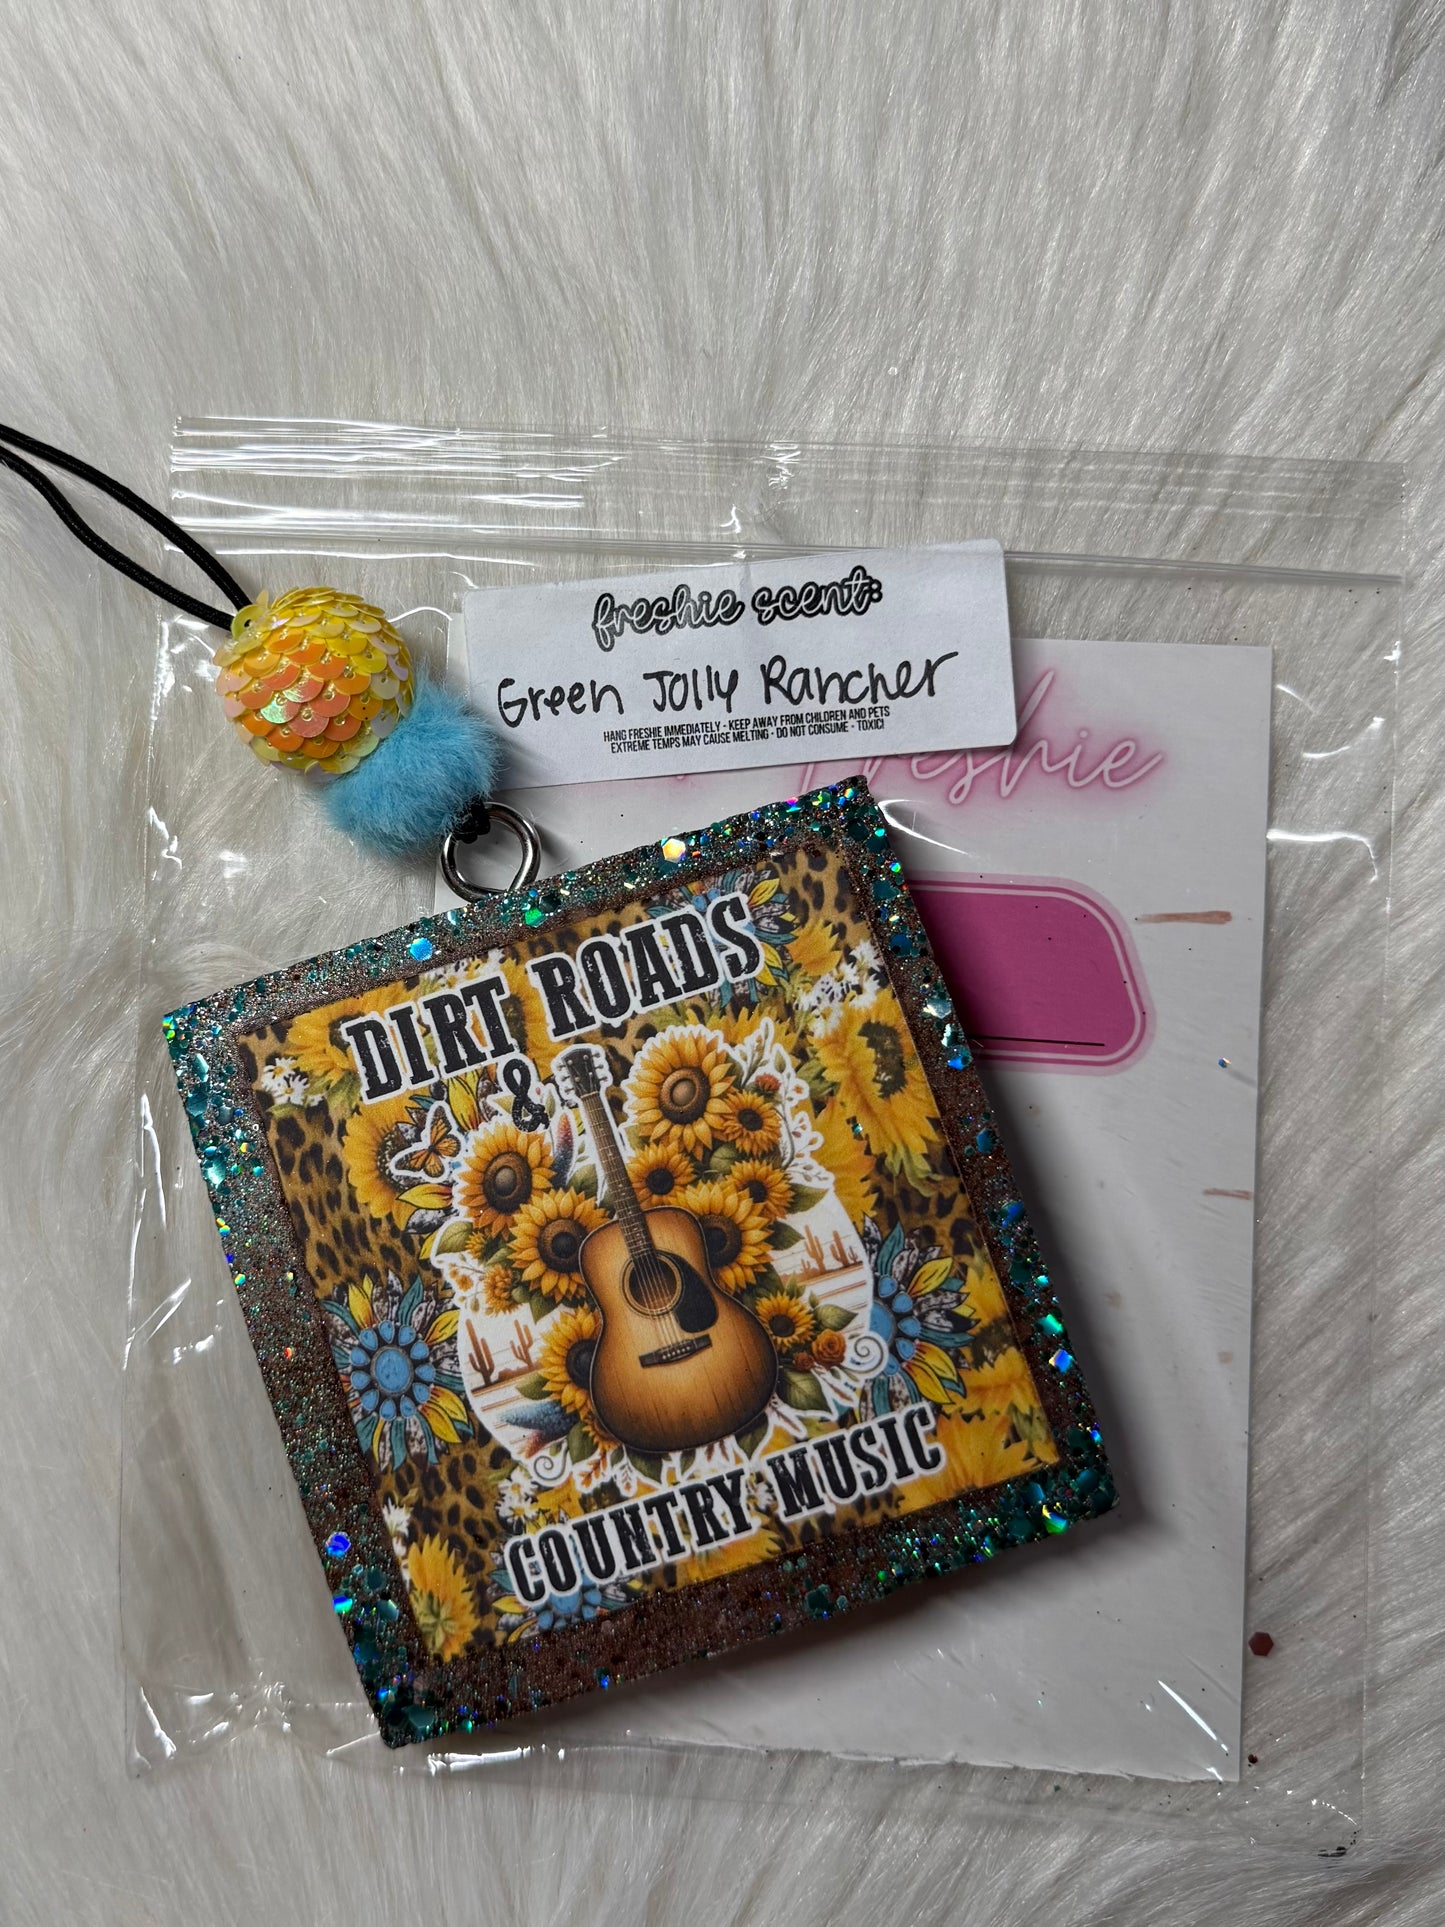 freshie scent:
Green Jolly Rancher
HANG FRESHIE IMMEDIATELY - KEEP AWAY FROM CHILDREN AND PETS
EXTREME TEMPS MAY CAUSE MELTING - DO NOT CONSUME - TOXIC!
freshie
DIRT ROADS
&
COUNTRY MUSIC